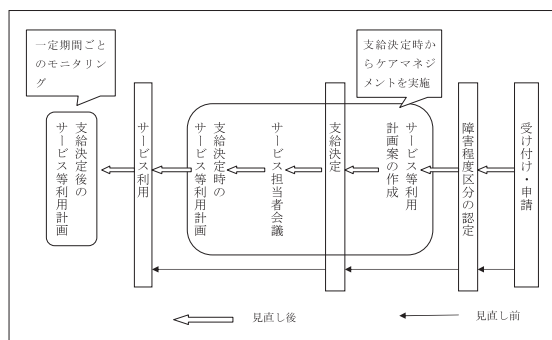 一定期間ごと
のモニタリン
グ
支給決定時か
らケアマネジ
メントを実施
受け付け・申請
障害程度区分の認定
サービス等利用
計画案の作成
支給決定
サービス担当者会議
支給決定時の
サービス等利用計画
サービス利用
支給決定後の
サービス等利用計画
見直し後
見直し前